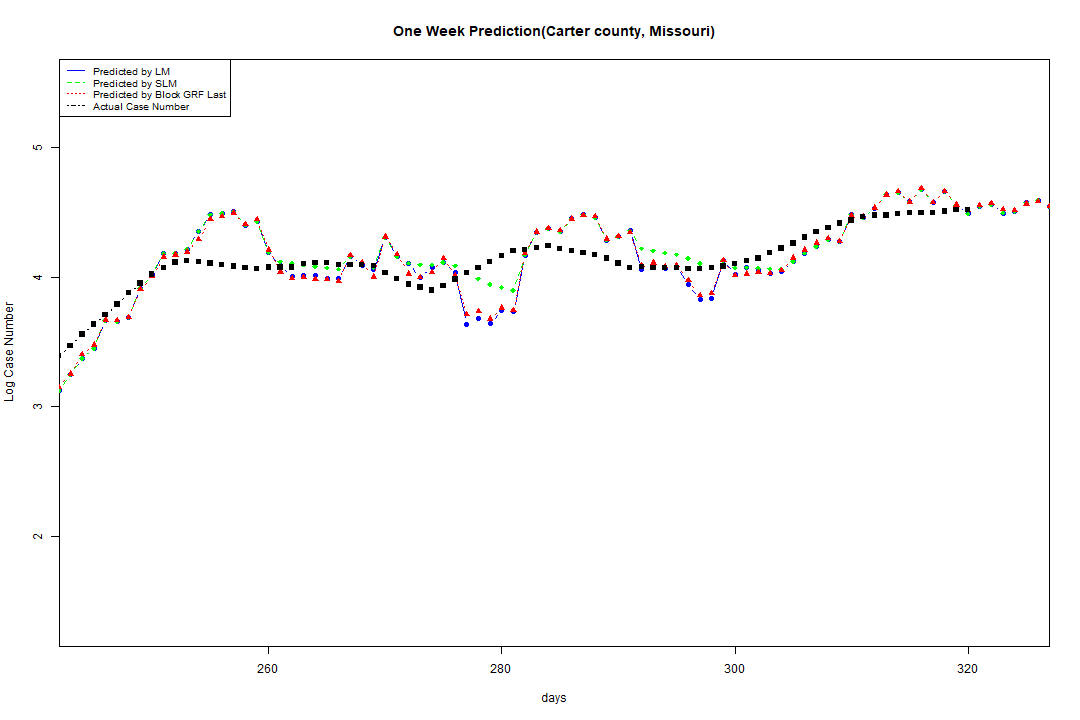 One Week Prediction(Carter county, Missouri)
Predicted by LM
Predicted by SLM
Predicted by Block GRF Last
Actual Case Number
5
4
3
2
Log Case Number
260 280 300 320
days